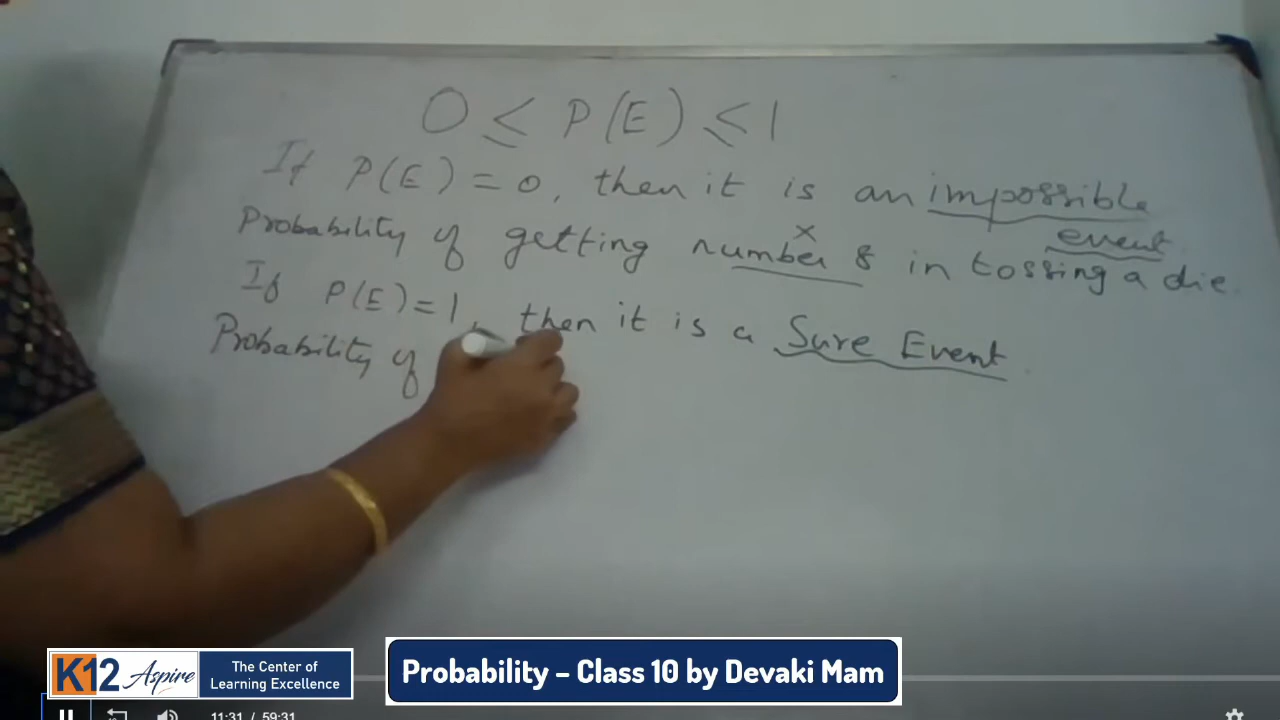 0 ≤ P(E) ≤ 1
If P(E) = 0, then it is an impossible
event
Probability of getting number 8 in tossing a die.
If P(E) = 1, then it is a Sure Event.
Probability of
K12 Aspire
The Center of
Learning Excellence
Probability – Class 10 by Devaki Mam
11:31 / 59:31